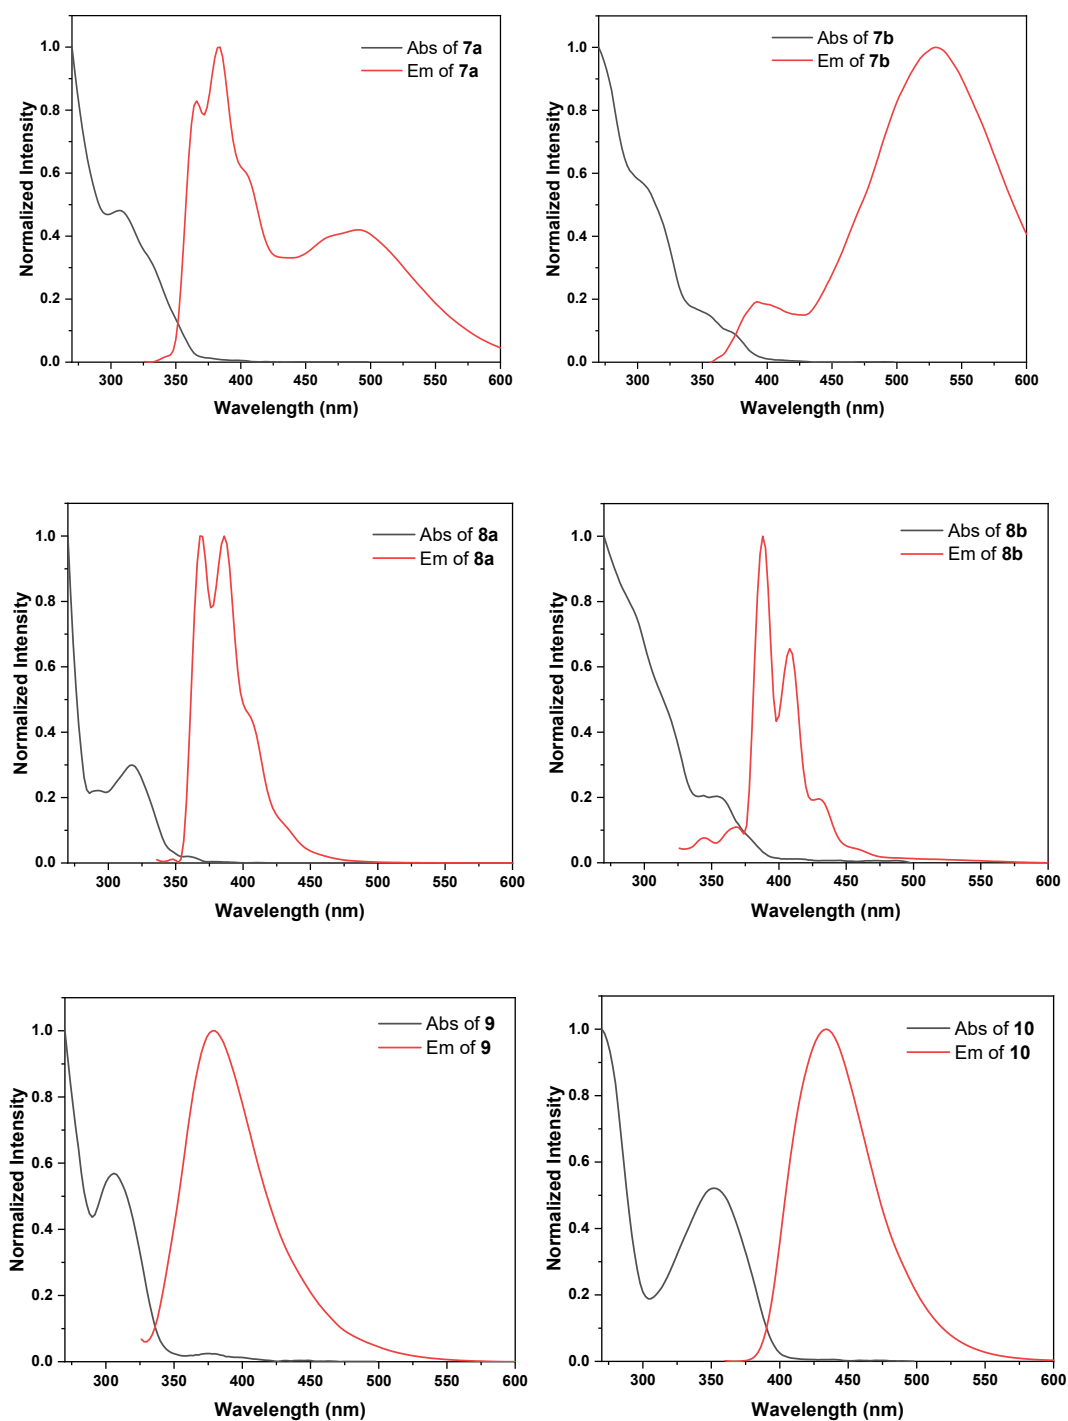 Abs of 7a
Em of 7a
Normalized Intensity
1.0
0.8
0.6
0.4
0.2
0.0
300 350 400 450 500 550 600
Wavelength (nm)
Abs of 7b
Em of 7b
Normalized Intensity
1.0
0.8
0.6
0.4
0.2
0.0
300 350 400 450 500 550 600
Wavelength (nm)
Abs of 8a
Em of 8a
Normalized Intensity
1.0
0.8
0.6
0.4
0.2
0.0
300 350 400 450 500 550 600
Wavelength (nm)
Abs of 8b
Em of 8b
Normalized Intensity
1.0
0.8
0.6
0.4
0.2
0.0
300 350 400 450 500 550 600
Wavelength (nm)
Abs of 9
Em of 9
Normalized Intensity
1.0
0.8
0.6
0.4
0.2
0.0
300 350 400 450 500 550 600
Wavelength (nm)
Abs of 10
Em of 10
Normalized Intensity
1.0
0.8
0.6
0.4
0.2
0.0
300 350 400 450 500 550 600
Wavelength (nm)